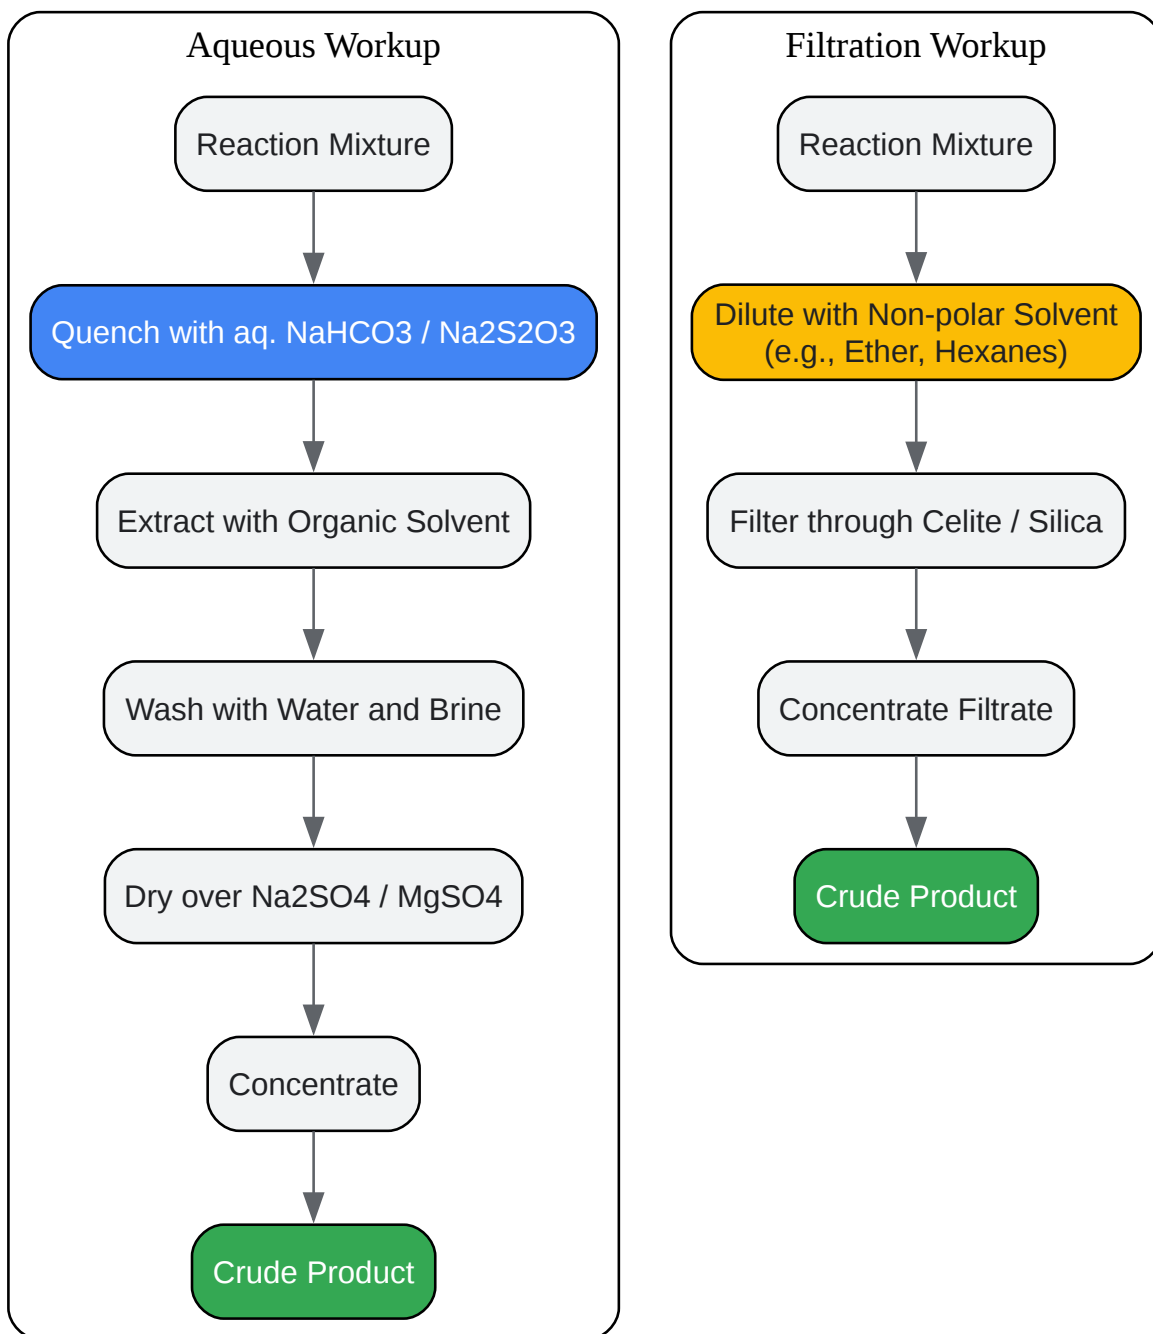 Aqueous Workup
Reaction Mixture
Quench with aq. NaHCO3 / Na2S2O3
Extract with Organic Solvent
Wash with Water and Brine
Dry over Na2SO4 / MgSO4
Concentrate
Crude Product
Filtration Workup
Reaction Mixture
Dilute with Non-polar Solvent
(e.g., Ether, Hexanes)
Filter through Celite / Silica
Concentrate Filtrate
Crude Product